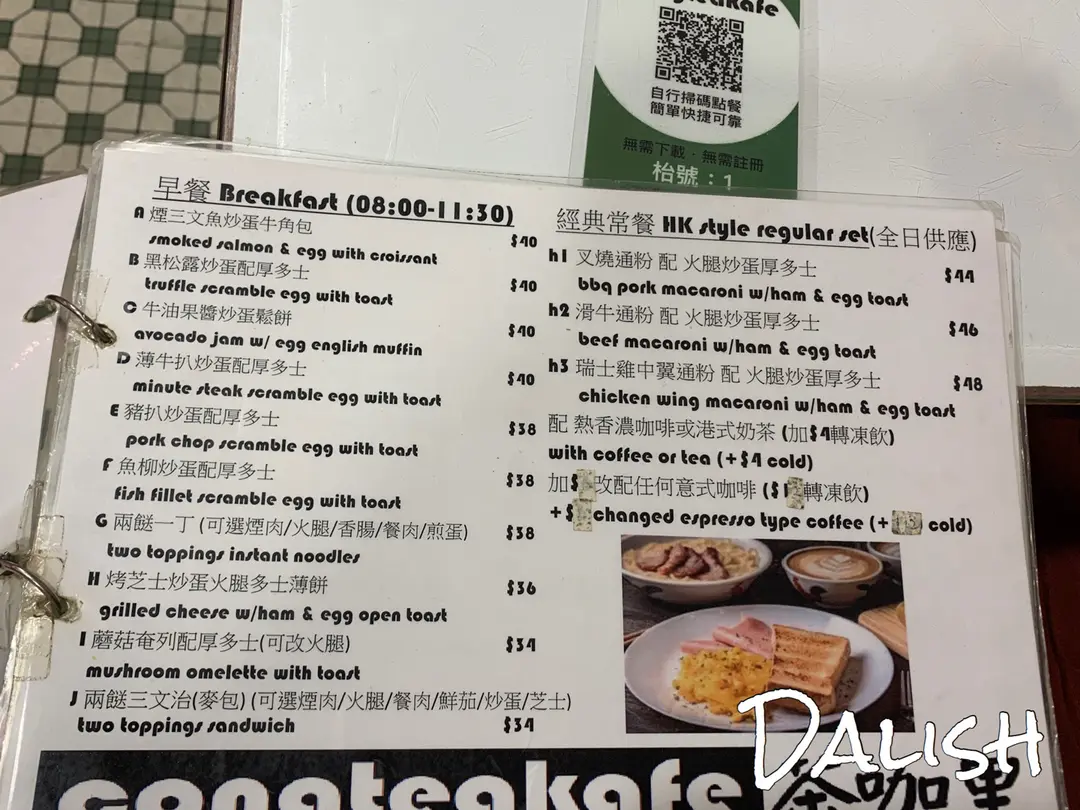 自行掃碼點餐
簡單快捷可靠
無需下載．無需註冊
枱號：1
早餐 Breakfast (08:00-11:30)
A 煙三文魚炒蛋牛角包
smoked salmon & egg with croissant $40
B 黑松露炒蛋配厚多士
truffle scramble egg with toast $40
C 牛油果醬炒蛋鬆餅
avocado jam w/ egg english muffin $40
D 薄牛扒炒蛋配厚多士
minute steak scramble egg with toast $40
E 豬扒炒蛋配厚多士
pork chop scramble egg with toast $38
F 魚柳炒蛋配厚多士
fish fillet scramble egg with toast $38
G 兩餸一丁 (可選煙肉/火腿/香腸/餐肉/煎蛋)
two toppings instant noodles $38
H 烤芝士炒蛋火腿多士薄餅
grilled cheese w/ham & egg open toast $36
I 蘑菇奄列配厚多士(可改火腿)
mushroom omelette with toast $34
J 兩餸三文治(麥包) (可選煙肉/火腿/餐肉/鮮茄/炒蛋/芝士)
two toppings sandwich $34
經典常餐 HK style regular set(全日供應)
h1 叉燒通粉 配 火腿炒蛋厚多士 $44
bbq pork macaroni w/ham & egg toast
h2 滑牛通粉 配 火腿炒蛋厚多士 $46
beef macaroni w/ham & egg toast
h3 瑞士雞中翼通粉 配 火腿炒蛋厚多士 $48
chicken wing macaroni w/ham & egg toast
配 熱香濃咖啡或港式奶茶 (加$4轉凍飲)
with coffee or tea (+$4 cold)
加$改配任何意式咖啡 ($轉凍飲)
+$changed espresso type coffee (+ cold)
conateakafe 茶咖里
DALISH